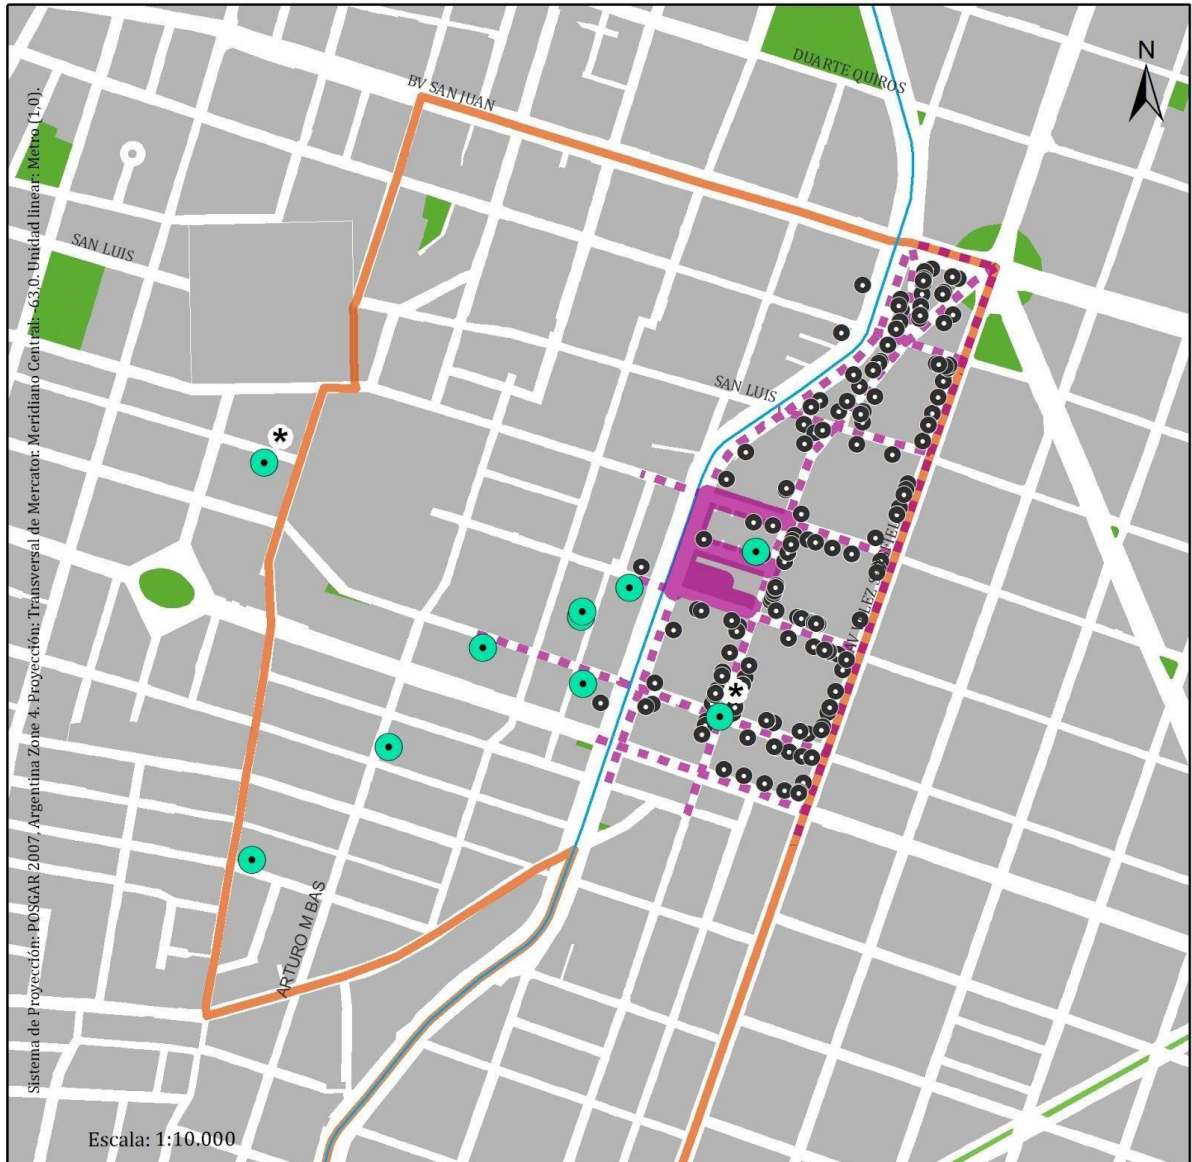 N
DUARTE QUIROS
BV SAN JUAN
SAN LUIS
SAN LUIS
*
*
ARTURO M BAS
Sistema de Proyección: POSGAR 2007, Argentina Zone 4. Proyección: Transversal de Mercator. Meridiano Central: -63,0. Unidad linear: Metro (1,0).
Escala: 1:10.000